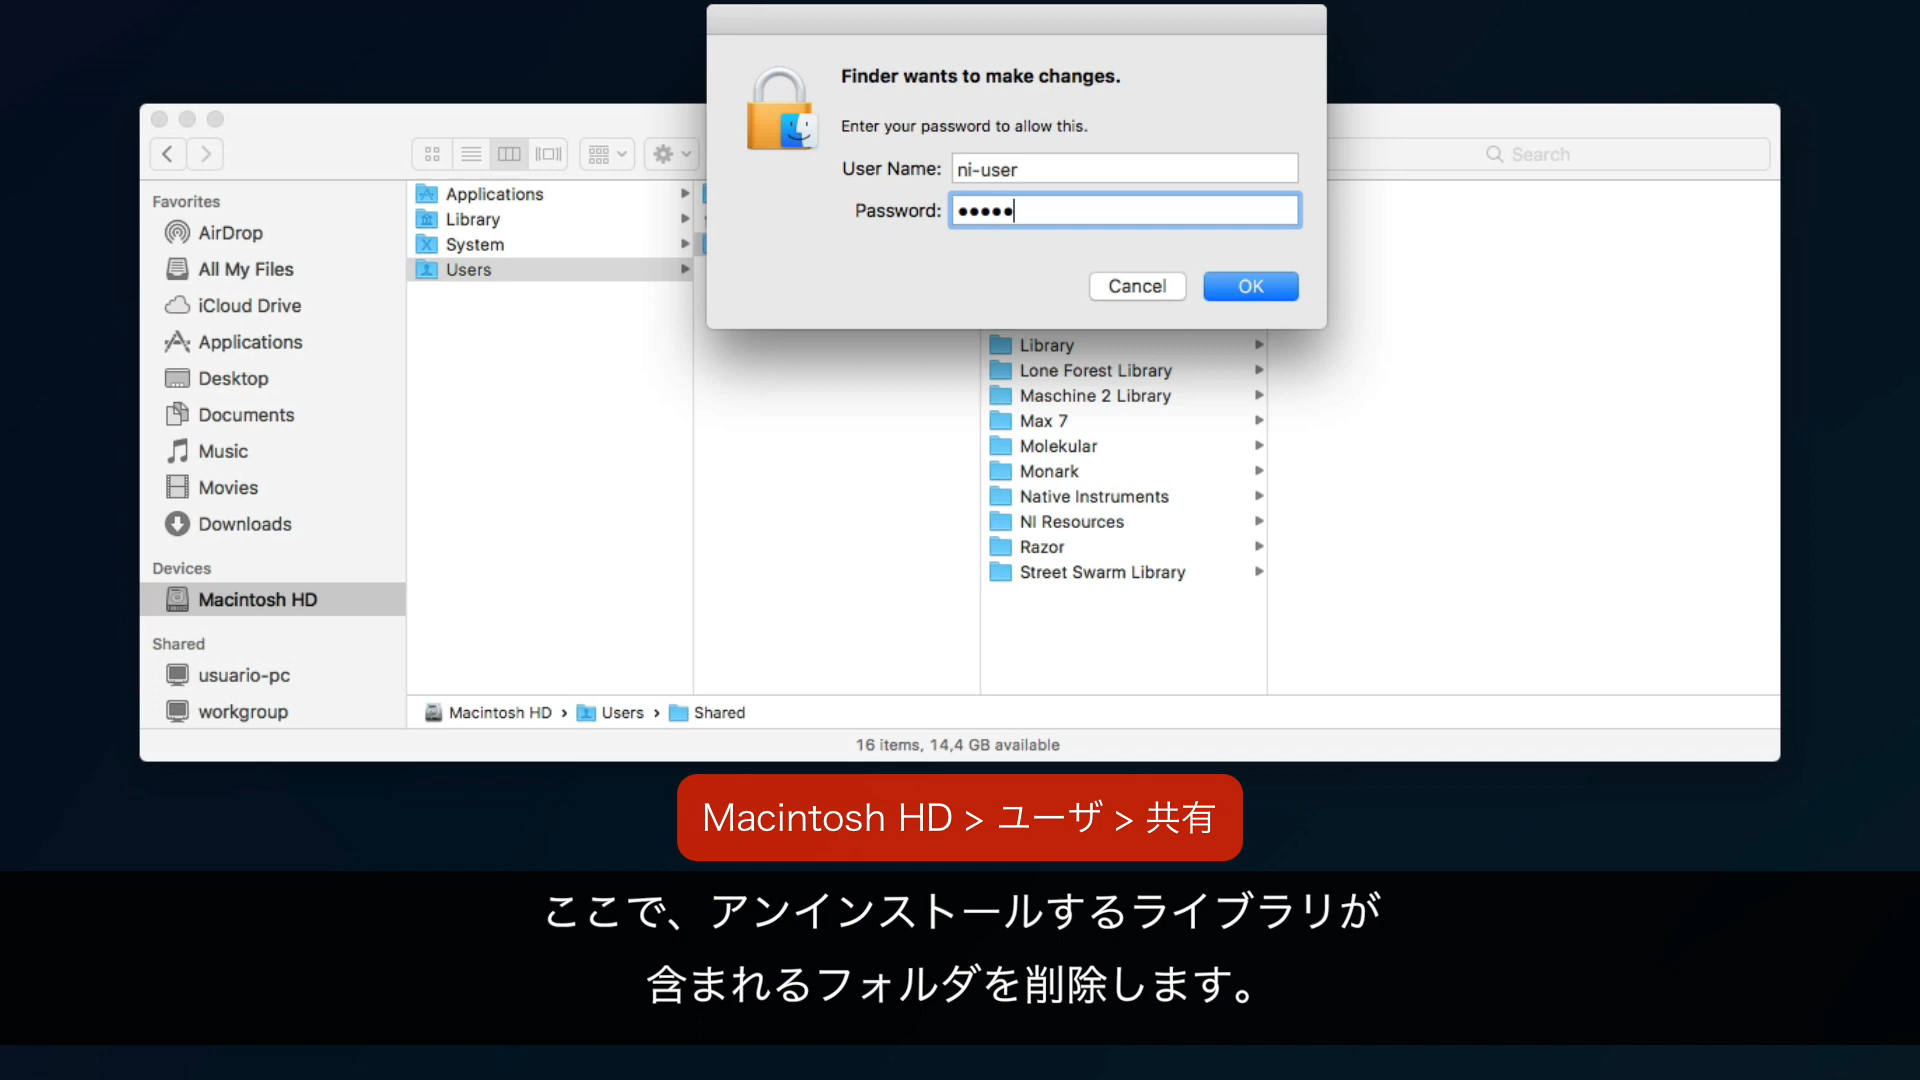 Finder wants to make changes.
Enter your password to allow this.
User Name: ni-user
Password: •••••
Cancel
OK
Search
Favorites
AirDrop
All My Files
iCloud Drive
Applications
Desktop
Documents
Music
Movies
Downloads
Devices
Macintosh HD
Shared
usuario-pc
workgroup
Applications
Library
System
Users
Library
Lone Forest Library
Maschine 2 Library
Max 7
Molekular
Monark
Native Instruments
NI Resources
Razor
Street Swarm Library
Macintosh HD › Users › Shared
16 items, 14,4 GB available
Macintosh HD > ユーザ > 共有
ここで、アンインストールするライブラリが
含まれるフォルダを削除します。